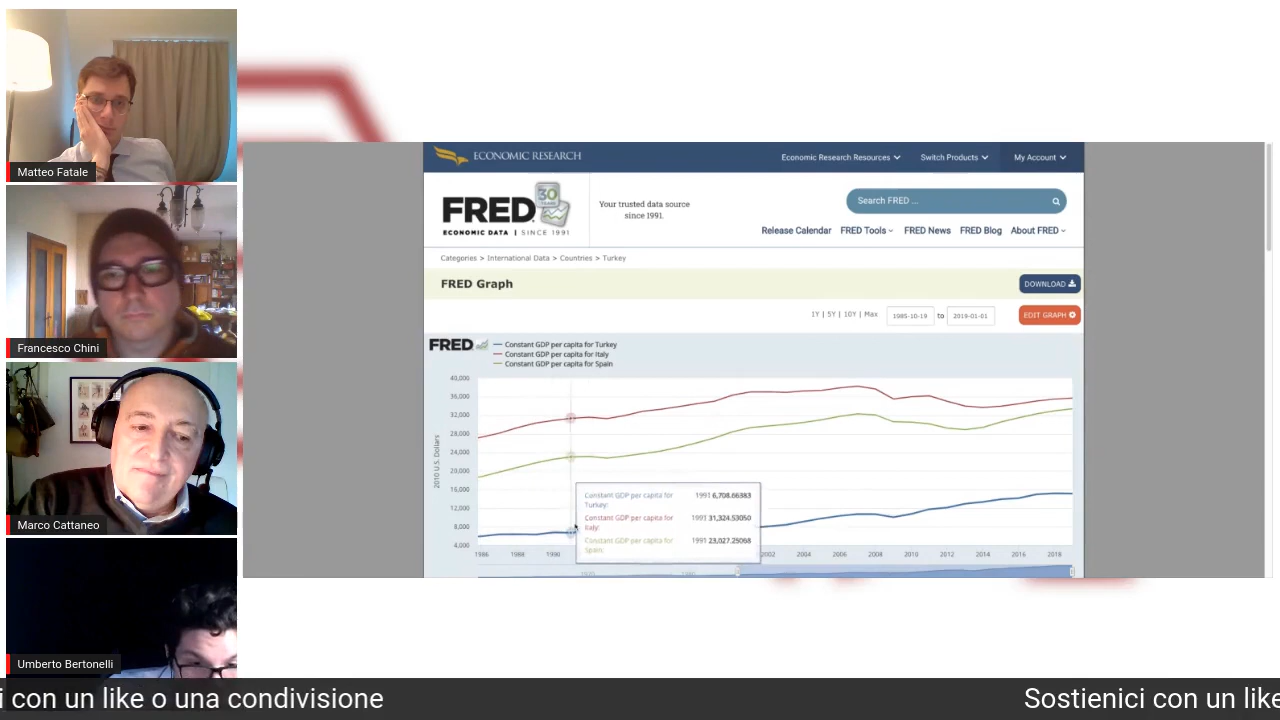 Matteo Fatale
Francesco Chini
Marco Cattaneo
Umberto Bertonelli
ECONOMIC RESEARCH
Economic Research Resources
Switch Products
My Account
FRED
30
ECONOMIC DATA | SINCE 1991
Your trusted data source
since 1991.
Search FRED ...
Release Calendar
FRED Tools
FRED News
FRED Blog
About FRED
Categories > International Data > Countries > Turkey
FRED Graph
DOWNLOAD
1Y | 5Y | 10Y | Max
1985-10-19 to 2019-01-01
EDIT GRAPH
FRED
Constant GDP per capita for Turkey
Constant GDP per capita for Italy
Constant GDP per capita for Spain
2010 U.S. Dollars
40,000
36,000
32,000
28,000
24,000
20,000
16,000
12,000
8,000
4,000
Constant GDP per capita for Turkey: 1991 6,708.66383
Constant GDP per capita for Italy: 1991 31,324.53050
Constant GDP per capita for Spain: 1991 23,027.25068
1986 1988 1990 2002 2004 2006 2008 2010 2012 2014 2016 2018
i con un like o una condivisione
Sostienici con un like